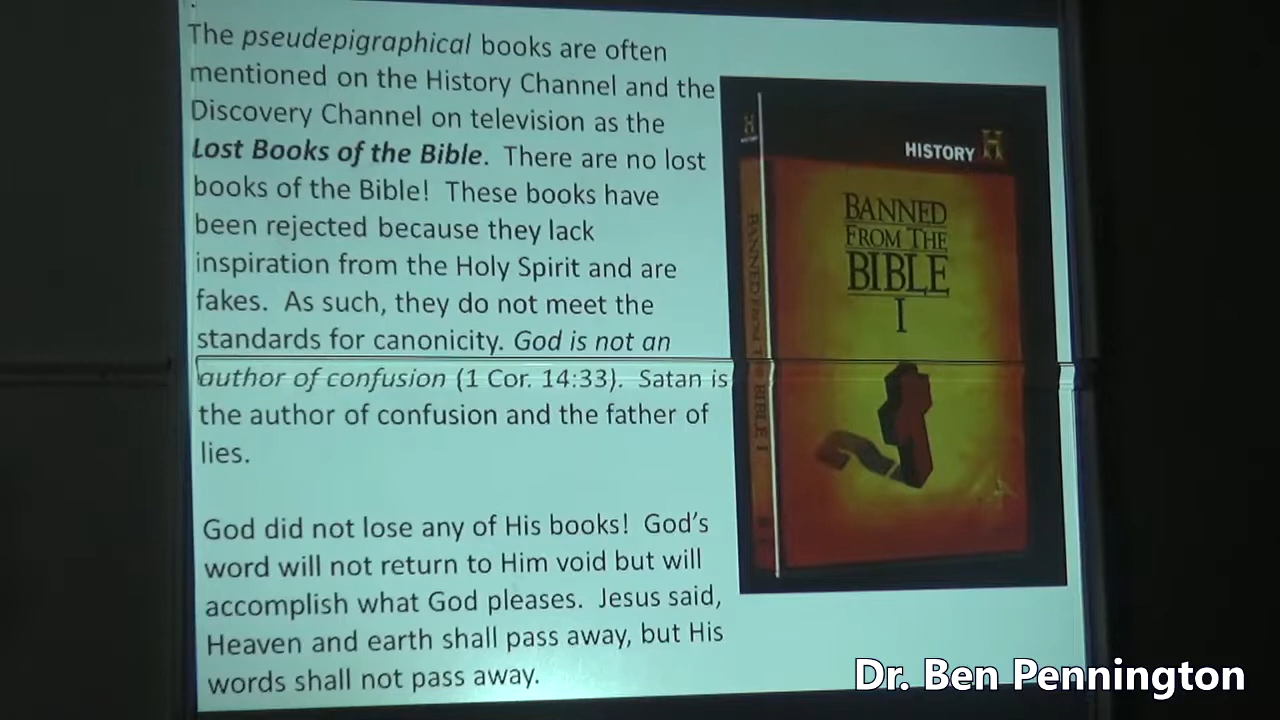 The pseudepigraphical books are often
mentioned on the History Channel and the
Discovery Channel on television as the
Lost Books of the Bible. There are no lost
books of the Bible! These books have
been rejected because they lack
inspiration from the Holy Spirit and are
fakes. As such, they do not meet the
standards for canonicity. God is not an
author of confusion (1 Cor. 14:33). Satan is
the author of confusion and the father of
lies.
God did not lose any of His books! God's
word will not return to Him void but will
accomplish what God pleases. Jesus said,
Heaven and earth shall pass away, but His
words shall not pass away.
H
HISTORY H
BANNED
FROM THE
BIBLE
I
BANNED FROM THE BIBLE I
Dr. Ben Pennington